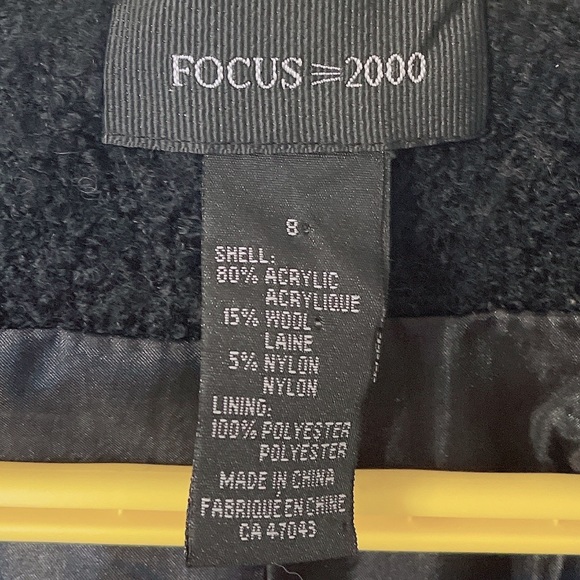 FOCUS 2000
8
SHELL:
80% ACRYLIC
ACRYLIQUE
15% WOOL
LAINE
5% NYLON
NYLON
LINING:
100% POLYESTER
POLYESTER
MADE IN CHINA
FABRIQUE EN CHINE
CA 47043